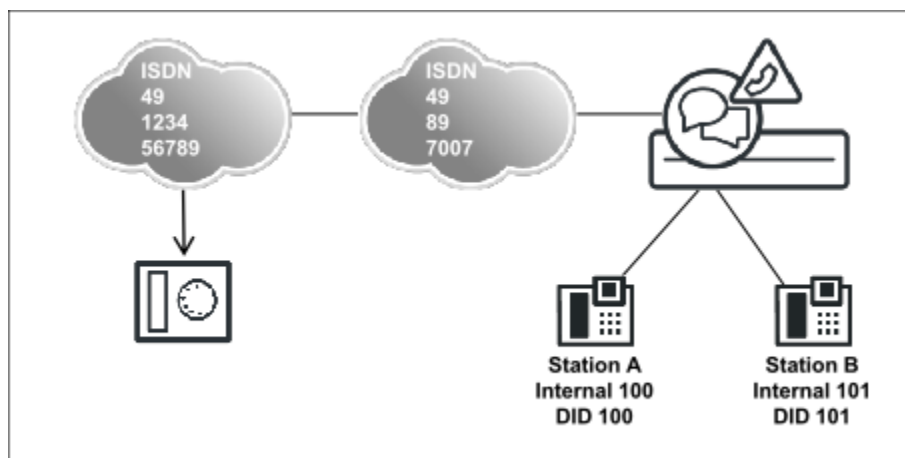 ISDN
49
1234
56789
ISDN
49
89
7007
Station A
Internal 100
DID 100
Station B
Internal 101
DID 101